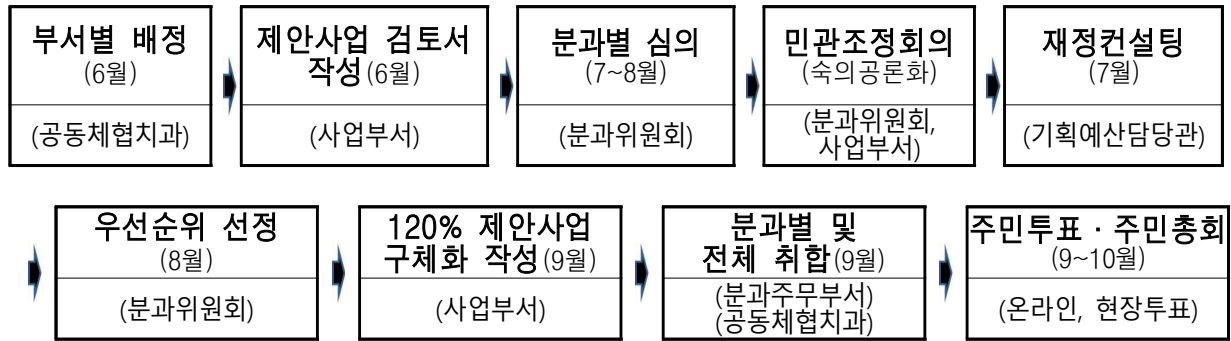 부서별 배정
(6월)
(공동체협치과)
제안사업 검토서
작성(6월)
(사업부서)
분과별 심의
(7~8월)
(분과위원회)
민관조정회의
(숙의공론화)
(분과위원회,
사업부서)
재정컨설팅
(7월)
(기획예산담당관)
우선순위 선정
(8월)
(분과위원회)
120% 제안사업
구체화 작성(9월)
(사업부서)
분과별 및
전체 취합(9월)
(분과주무부서)
(공동체협치과)
주민투표·주민총회
(9~10월)
(온라인, 현장투표)